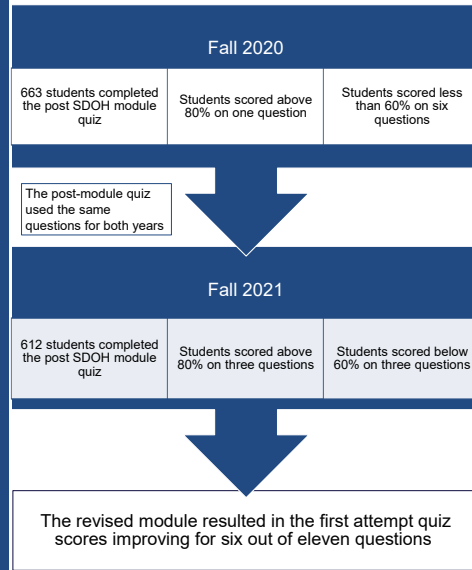 Fall 2020
663 students completed
the post SDOH module
quiz
Students scored above
80% on one question
Students scored less
than 60% on six
questions
The post-module quiz
used the same
questions for both years
Fall 2021
612 students completed
the post SDOH module
quiz
Students scored above
80% on three questions
Students scored below
60% on three questions
The revised module resulted in the first attempt quiz
scores improving for six out of eleven questions